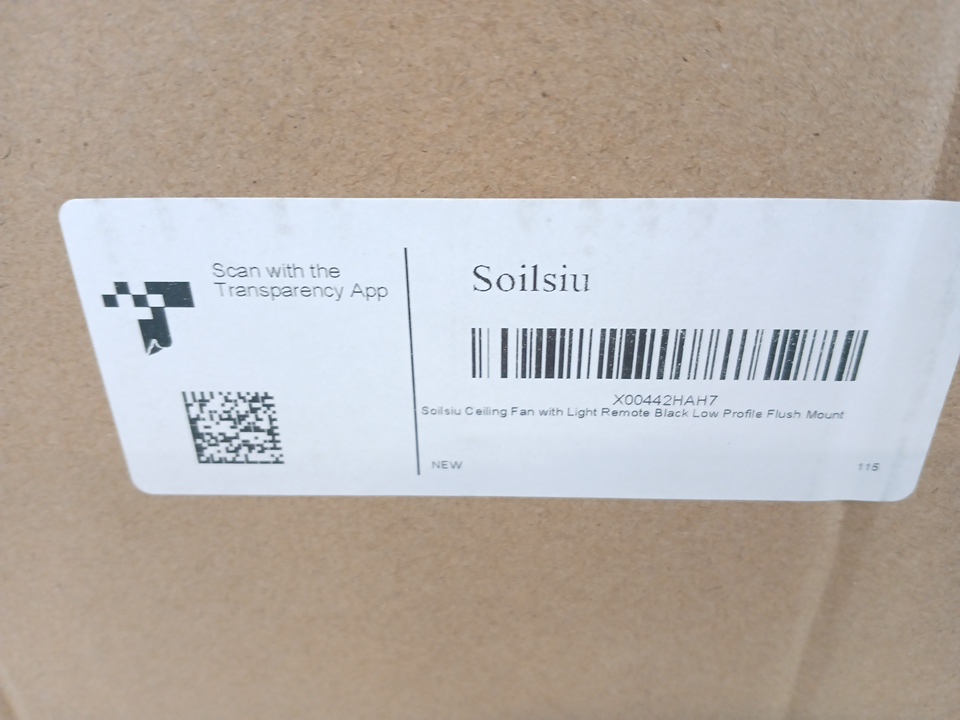 Scan with the
Transparency App
Soilsiu
X00442HAH7
Soilsiu Ceiling Fan with Light Remote Black Low Profile Flush Mount
NEW
115